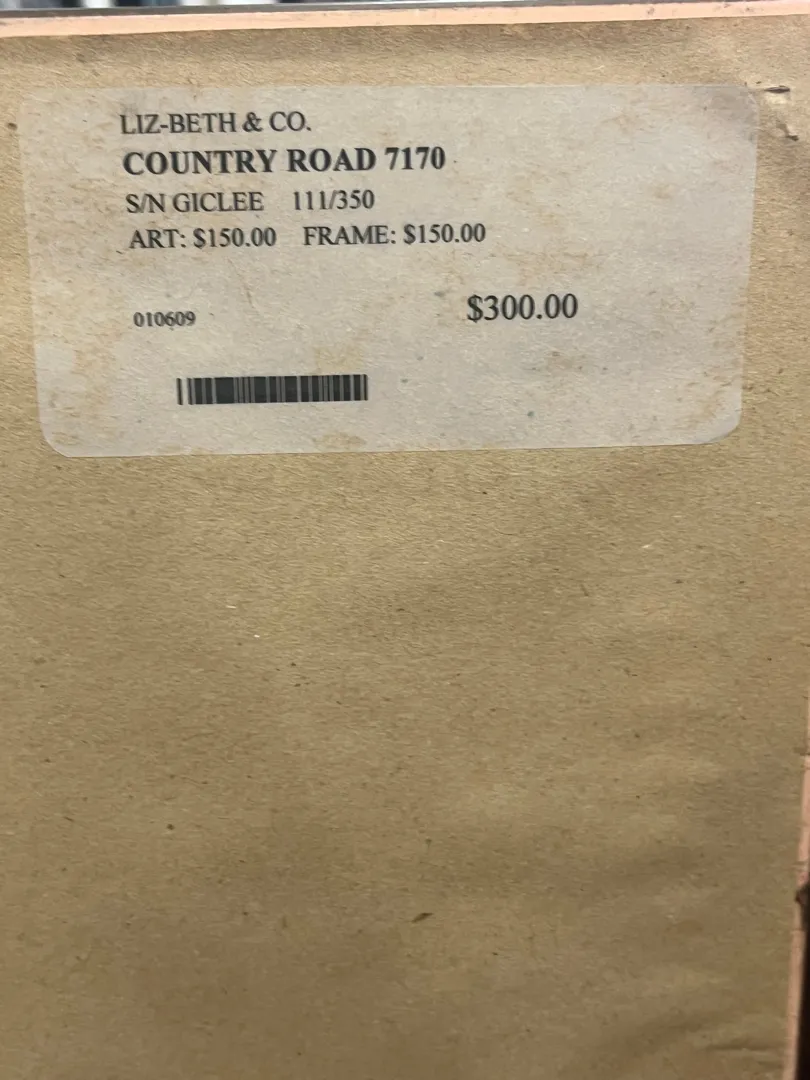 LIZ-BETH & CO.
COUNTRY ROAD 7170
S/N GICLEE 111/350
ART: $150.00 FRAME: $150.00
010609 $300.00